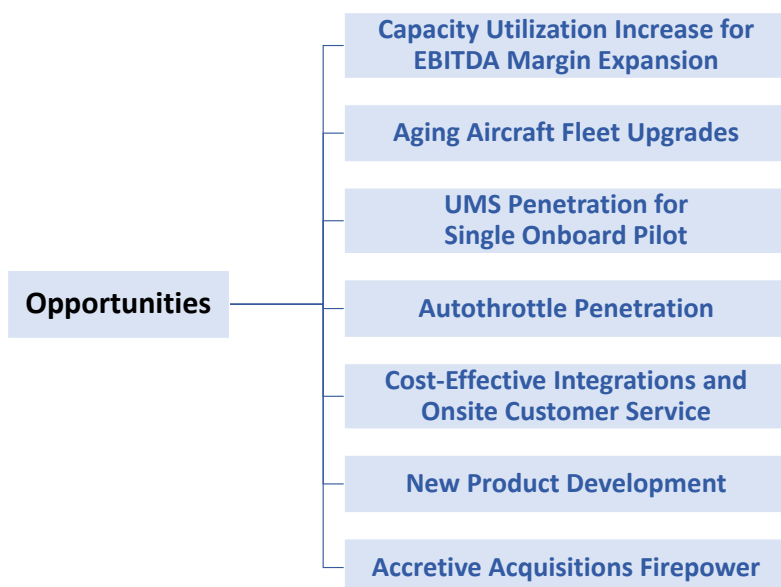 Capacity Utilization Increase for
EBITDA Margin Expansion
Aging Aircraft Fleet Upgrades
UMS Penetration for
Single Onboard Pilot
Opportunities
Autothrottle Penetration
Cost-Effective Integrations and
Onsite Customer Service
New Product Development
Accretive Acquisitions Firepower